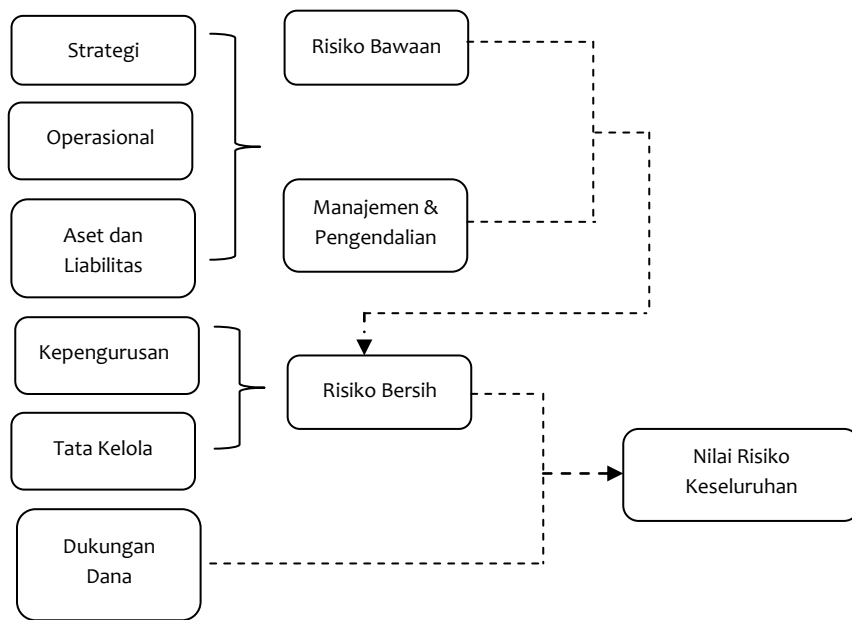 Strategi
Risiko Bawaan
Operasional
Manajemen &
Pengendalian
Aset dan
Liabilitas
Kepengurusan
Risiko Bersih
Tata Kelola
Nilai Risiko
Keseluruhan
Dukungan
Dana